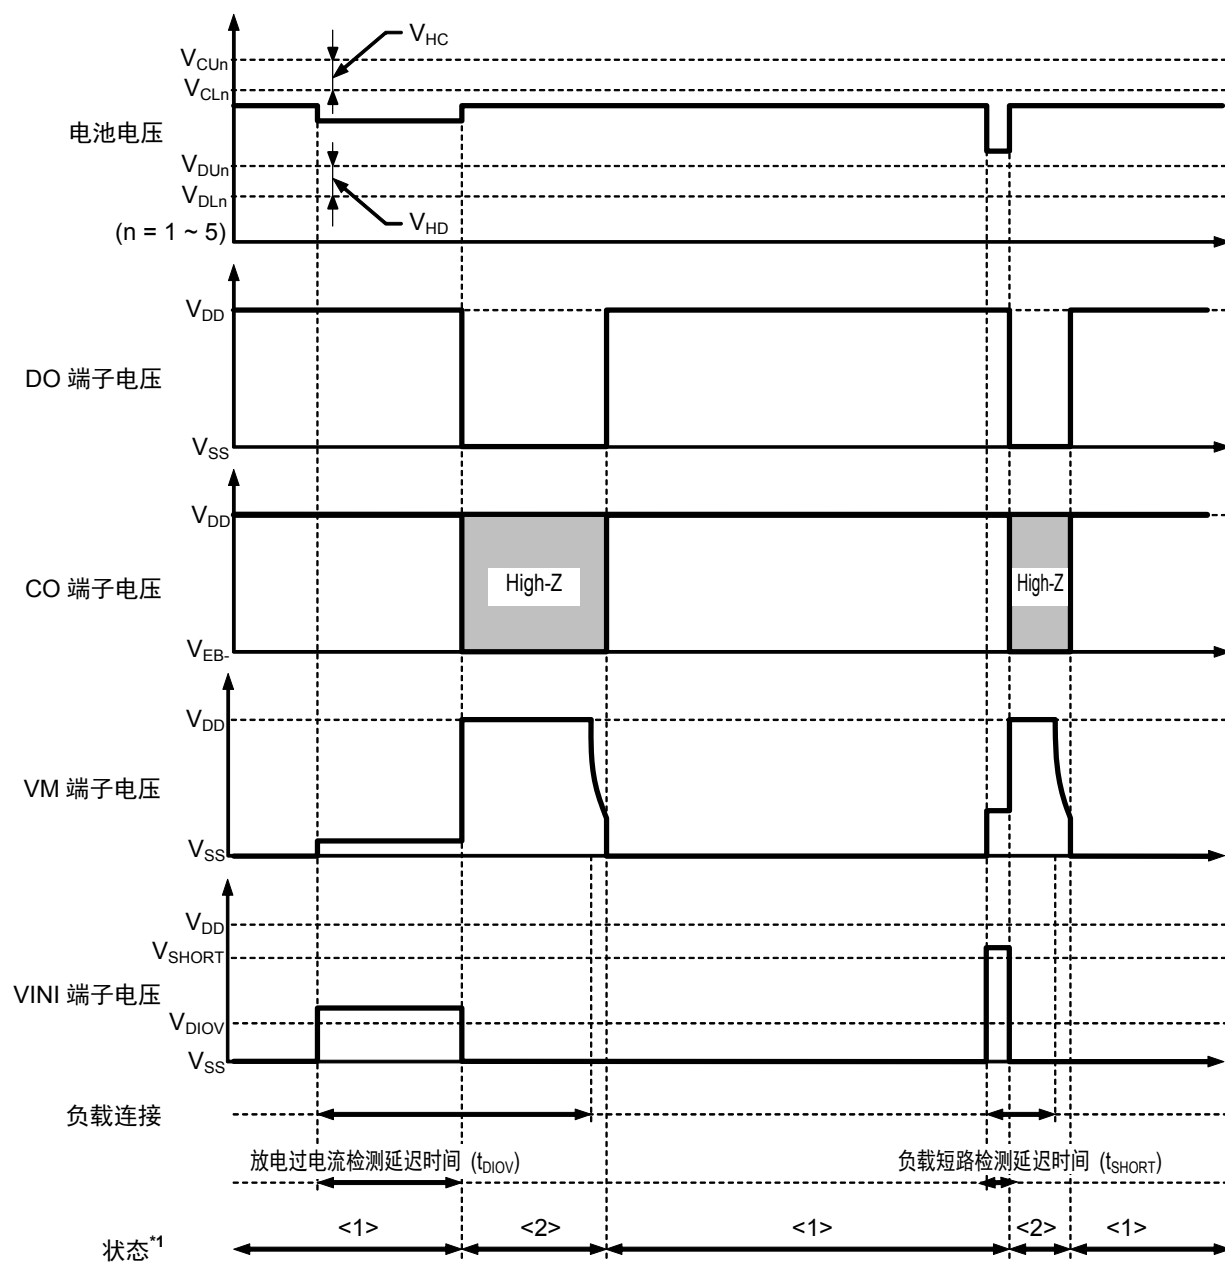 V_HC
V_CUn
V_CLn
电池电压
V_DUn
V_DLn
V_HD
(n = 1 ~ 5)
V_DD
DO 端子电压
V_SS
V_DD
High-Z
High-Z
CO 端子电压
V_EB-
V_DD
VM 端子电压
V_SS
V_DD
V_SHORT
VINI 端子电压
V_DIOV
V_SS
负载连接
放电过电流检测延迟时间 (t_DIOV)
负载短路检测延迟时间 (t_SHORT)
<1>
<2>
<1>
<2>
<1>
状态*1